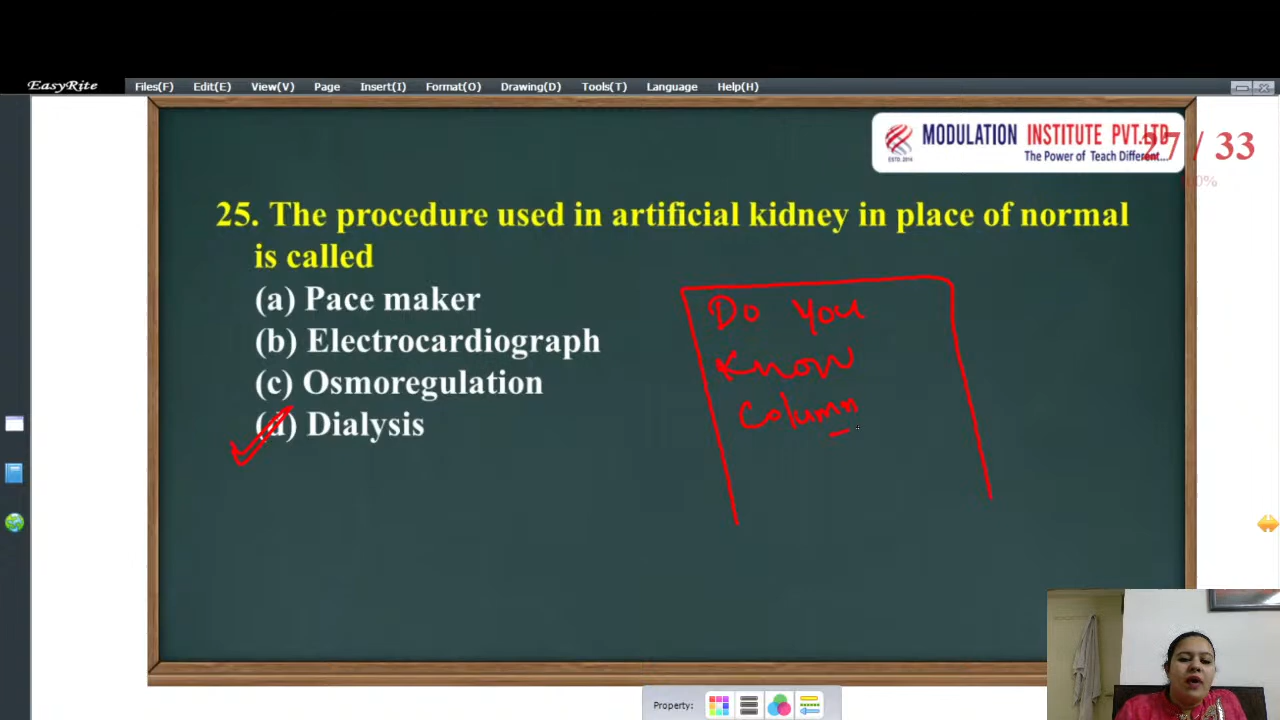 EasyRite Files(F) Edit(E) View(V) Page Insert(I) Format(O) Drawing(D) Tools(T) Language Help(H)
MODULATION INSTITUTE PVT.LTD
The Power of Teach Different...
ESTD. 2016
27 / 33
25. The procedure used in artificial kidney in place of normal
is called
(a) Pace maker
(b) Electrocardiograph
(c) Osmoregulation
(d) Dialysis
Do You
Know
Column
Property: